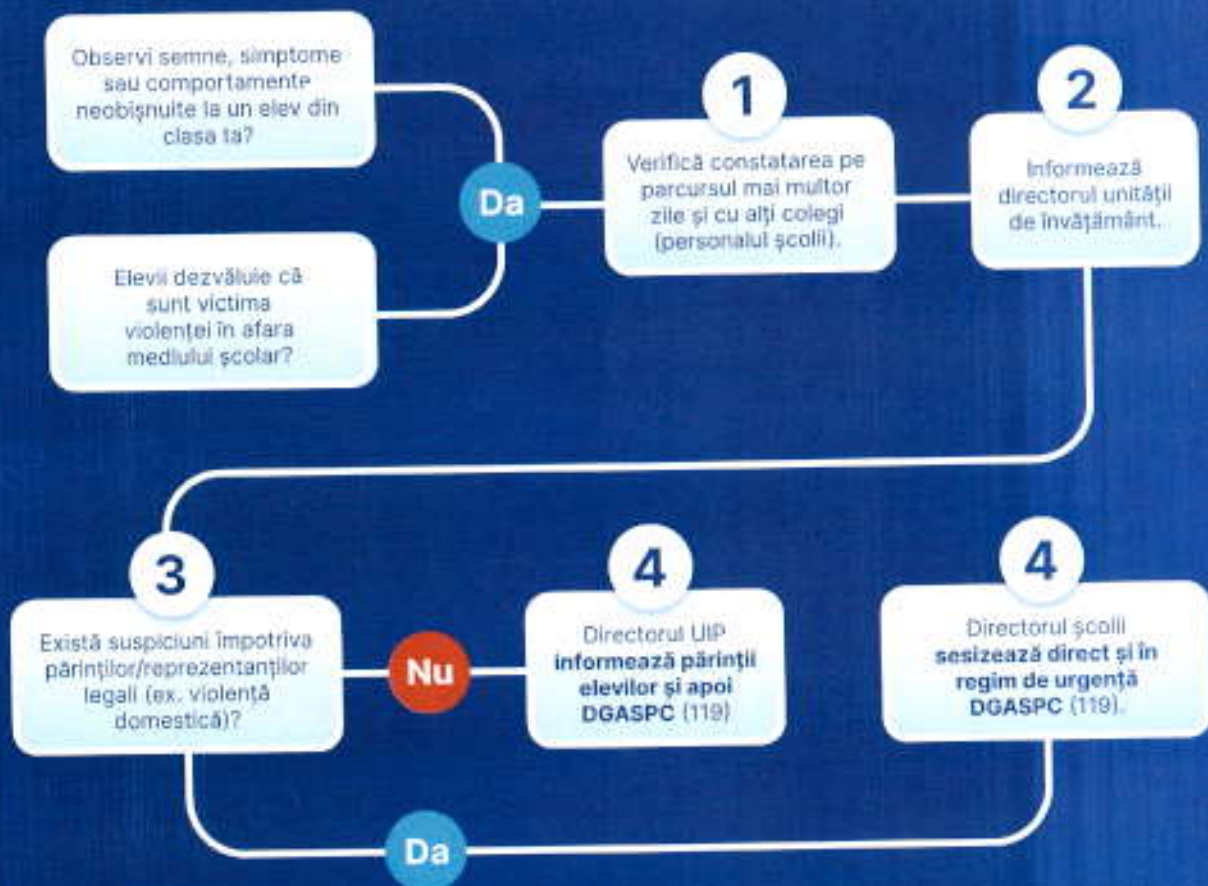 Observi semne, simptome
sau comportamente
neobișnuite la un elev din
clasa ta?
Da
Elevii dezvăluie că
sunt victima
violenței în afara
mediului școlar?
1
Verifică constatarea pe
parcursul mai multor
zile și cu alți colegi
(personalul școlii).
2
Informează
directorul unității
de învățământ.
3
Există suspiciuni împotriva
părinților/reprezentanților
legali (ex. violență
domestică)?
Nu
4
Directorul UIP
informează părinții
elevilor și apoi
DGASPC (119)
4
Directorul școlii
sesizează direct și în
regim de urgență
DGASPC (119).
Da